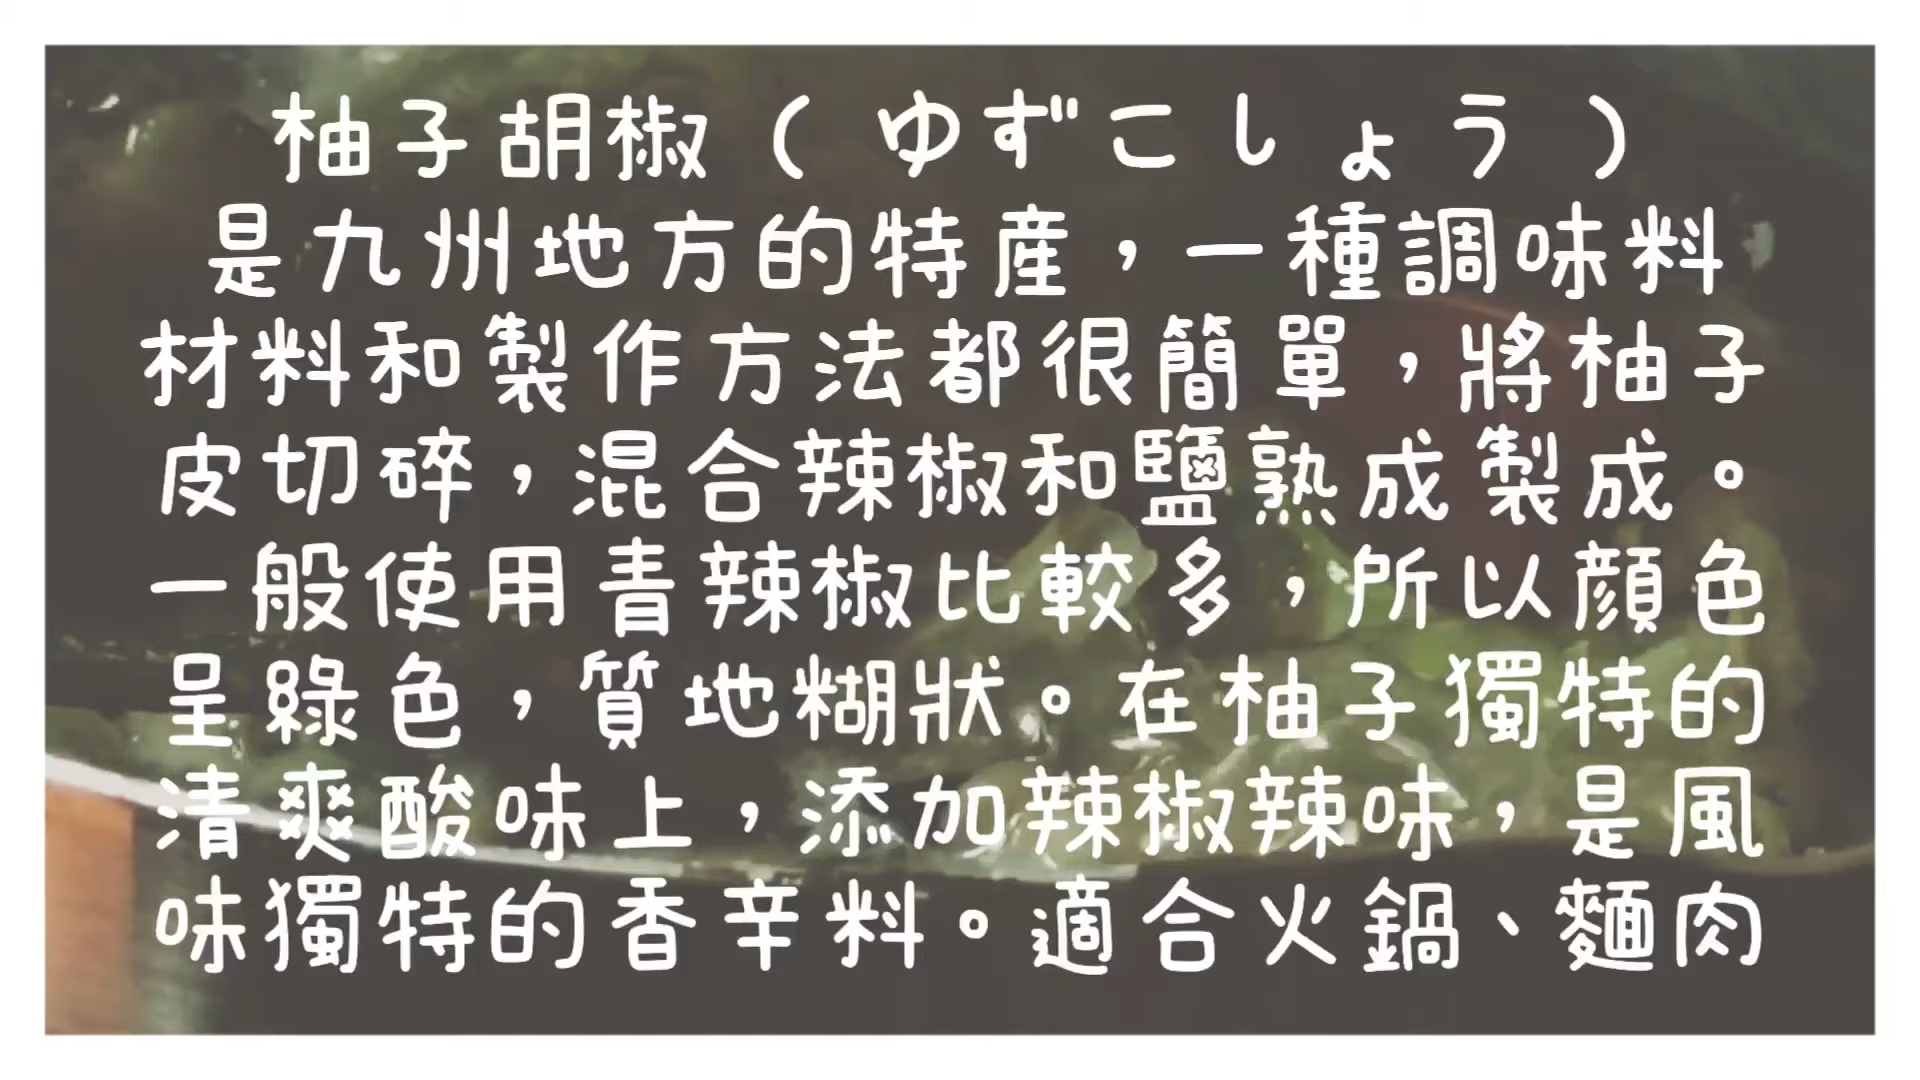 柚子胡椒（ゆずこしょう）
是九州地方的特産，一種調味料
材料和製作方法都很簡單，將柚子
皮切碎，混合辣椒和鹽熟成製成。
一般使用青辣椒比較多，所以顔色
呈綠色，質地糊狀。在柚子獨特的
清爽酸味上，添加辣椒辣味，是風
味獨特的香辛料。適合火鍋、麵肉